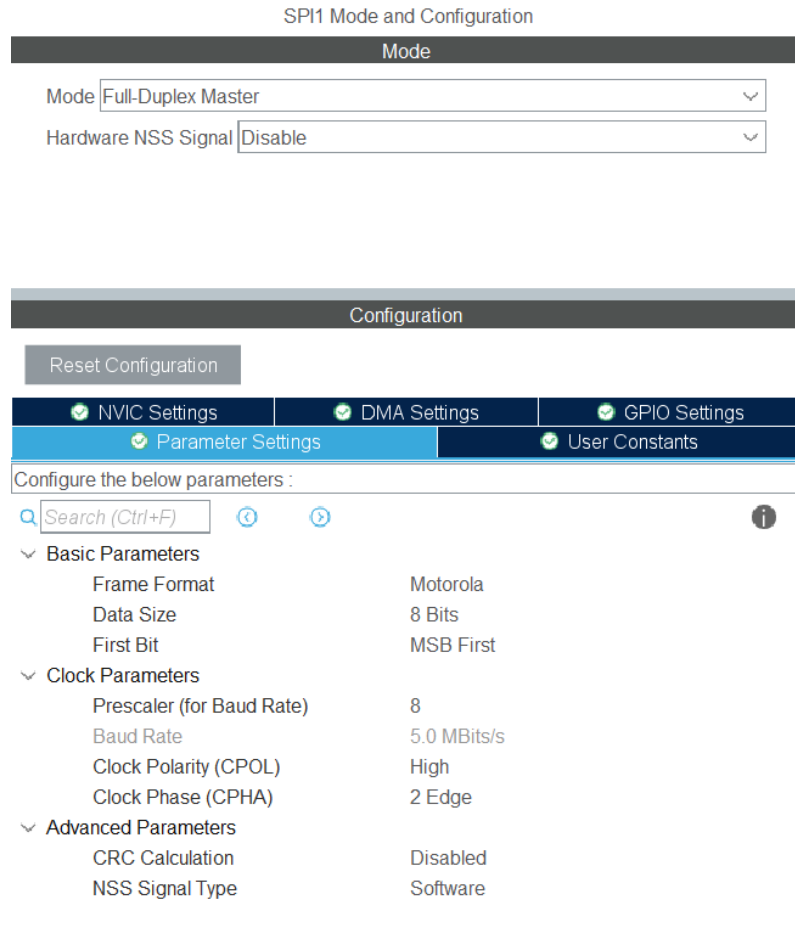 SPI1 Mode and Configuration
Mode
Mode Full-Duplex Master
Hardware NSS Signal Disable
Configuration
Reset Configuration
NVIC Settings DMA Settings GPIO Settings
Parameter Settings User Constants
Configure the below parameters :
Search (Ctrl+F)
Basic Parameters
Frame Format Motorola
Data Size 8 Bits
First Bit MSB First
Clock Parameters
Prescaler (for Baud Rate) 8
Baud Rate 5.0 MBits/s
Clock Polarity (CPOL) High
Clock Phase (CPHA) 2 Edge
Advanced Parameters
CRC Calculation Disabled
NSS Signal Type Software